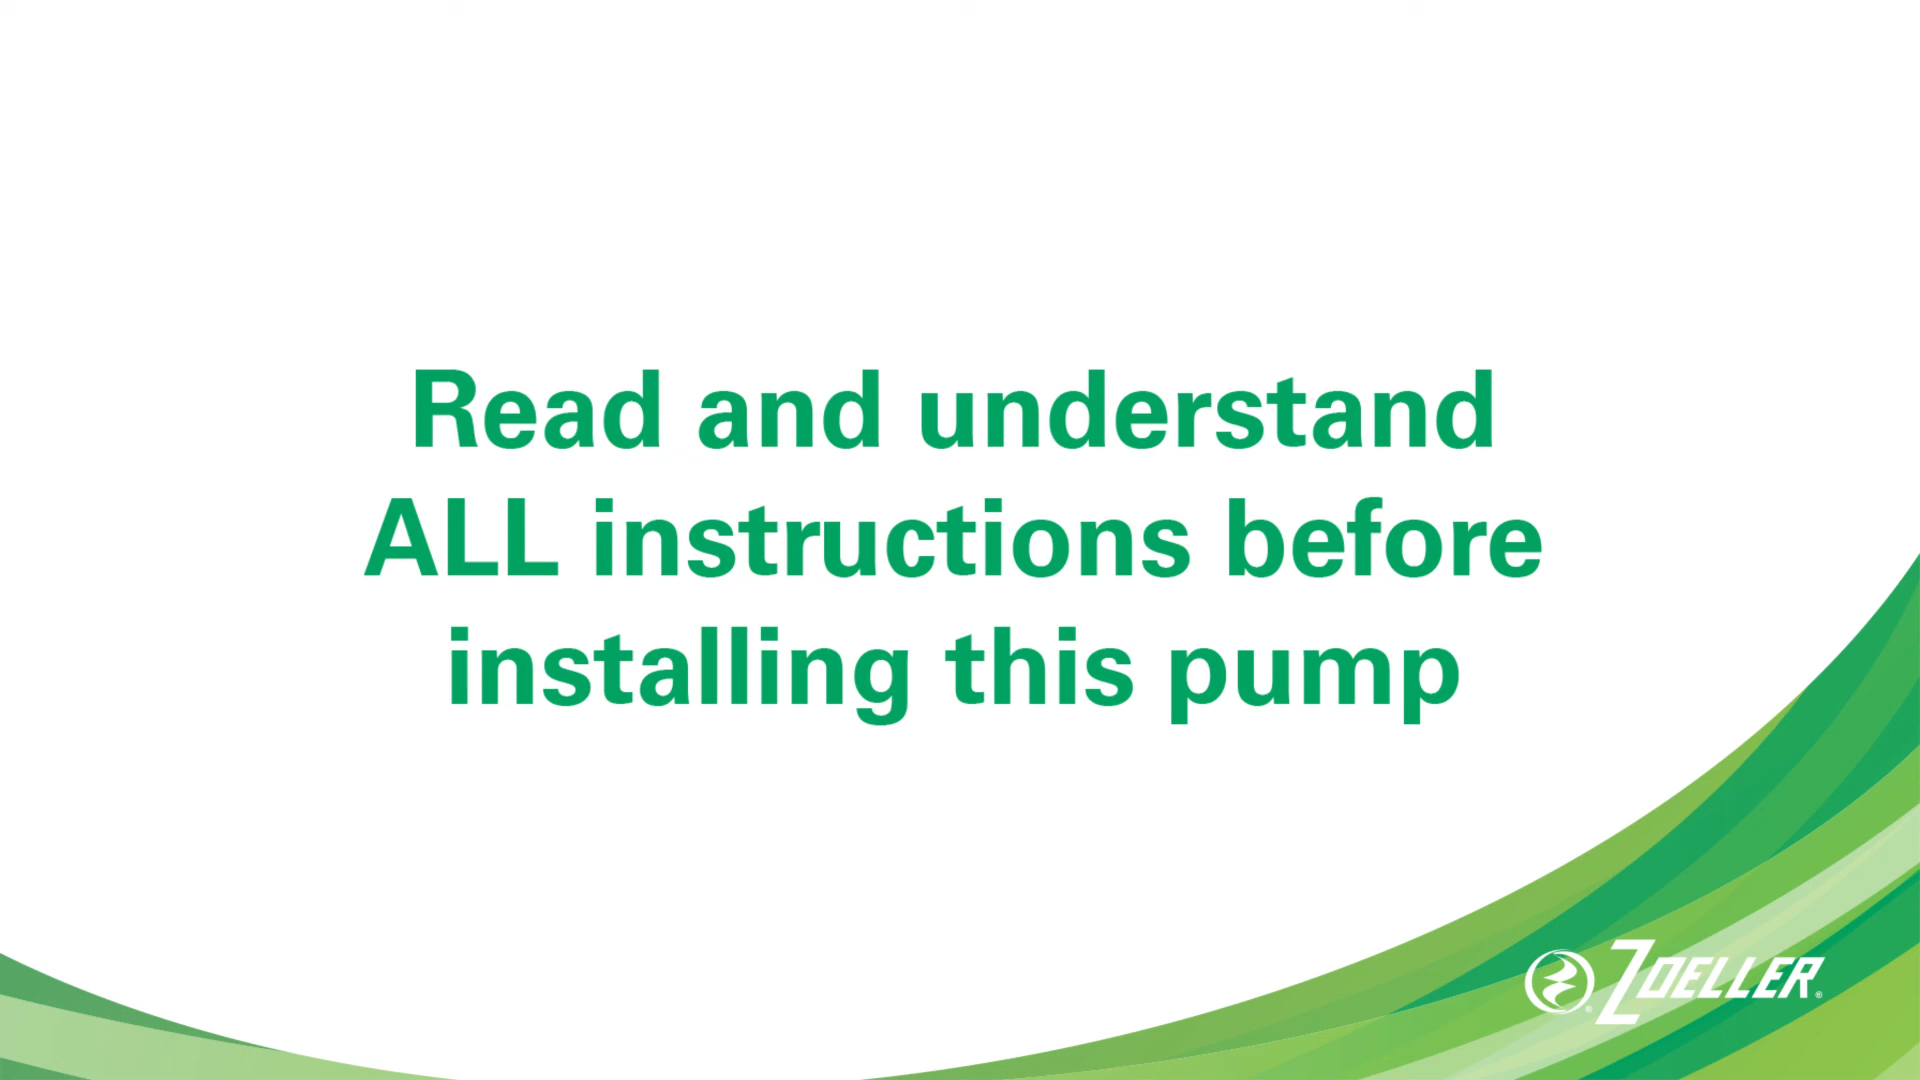 Read and understand
ALL instructions before
installing this pump
ZOELLER®